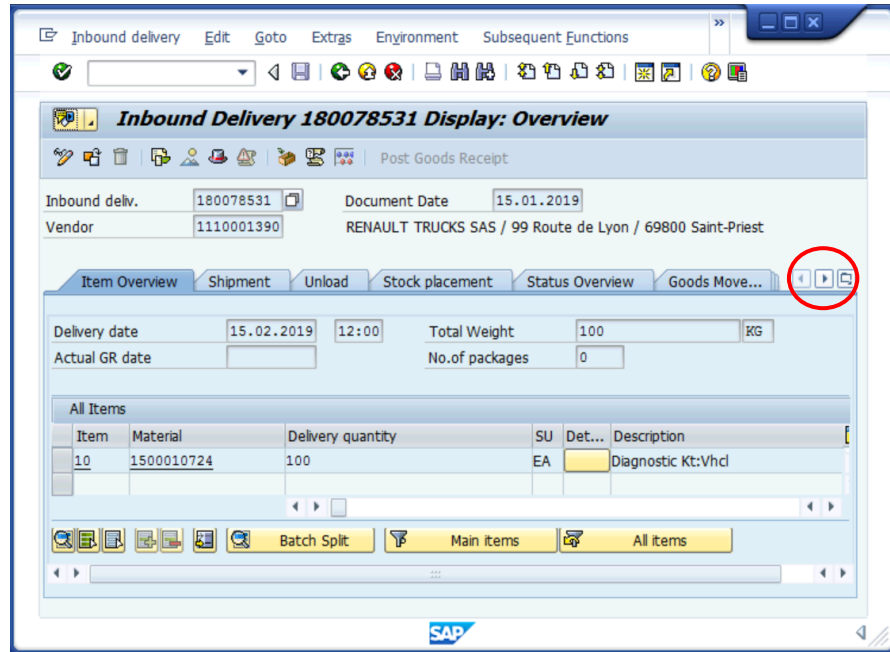 Inbound delivery Edit Goto Extras Environment Subsequent Functions »
Inbound Delivery 180078531 Display: Overview
Post Goods Receipt
Inbound deliv. 180078531 Document Date 15.01.2019
Vendor 1110001390 RENAULT TRUCKS SAS / 99 Route de Lyon / 69800 Saint-Priest
Item Overview Shipment Unload Stock placement Status Overview Goods Move...
Delivery date 15.02.2019 12:00 Total Weight 100 KG
Actual GR date No.of packages 0
All Items
Item Material Delivery quantity SU Det... Description
10 1500010724 100 EA Diagnostic Kt:Vhcl
Batch Split Main items All items
SAP